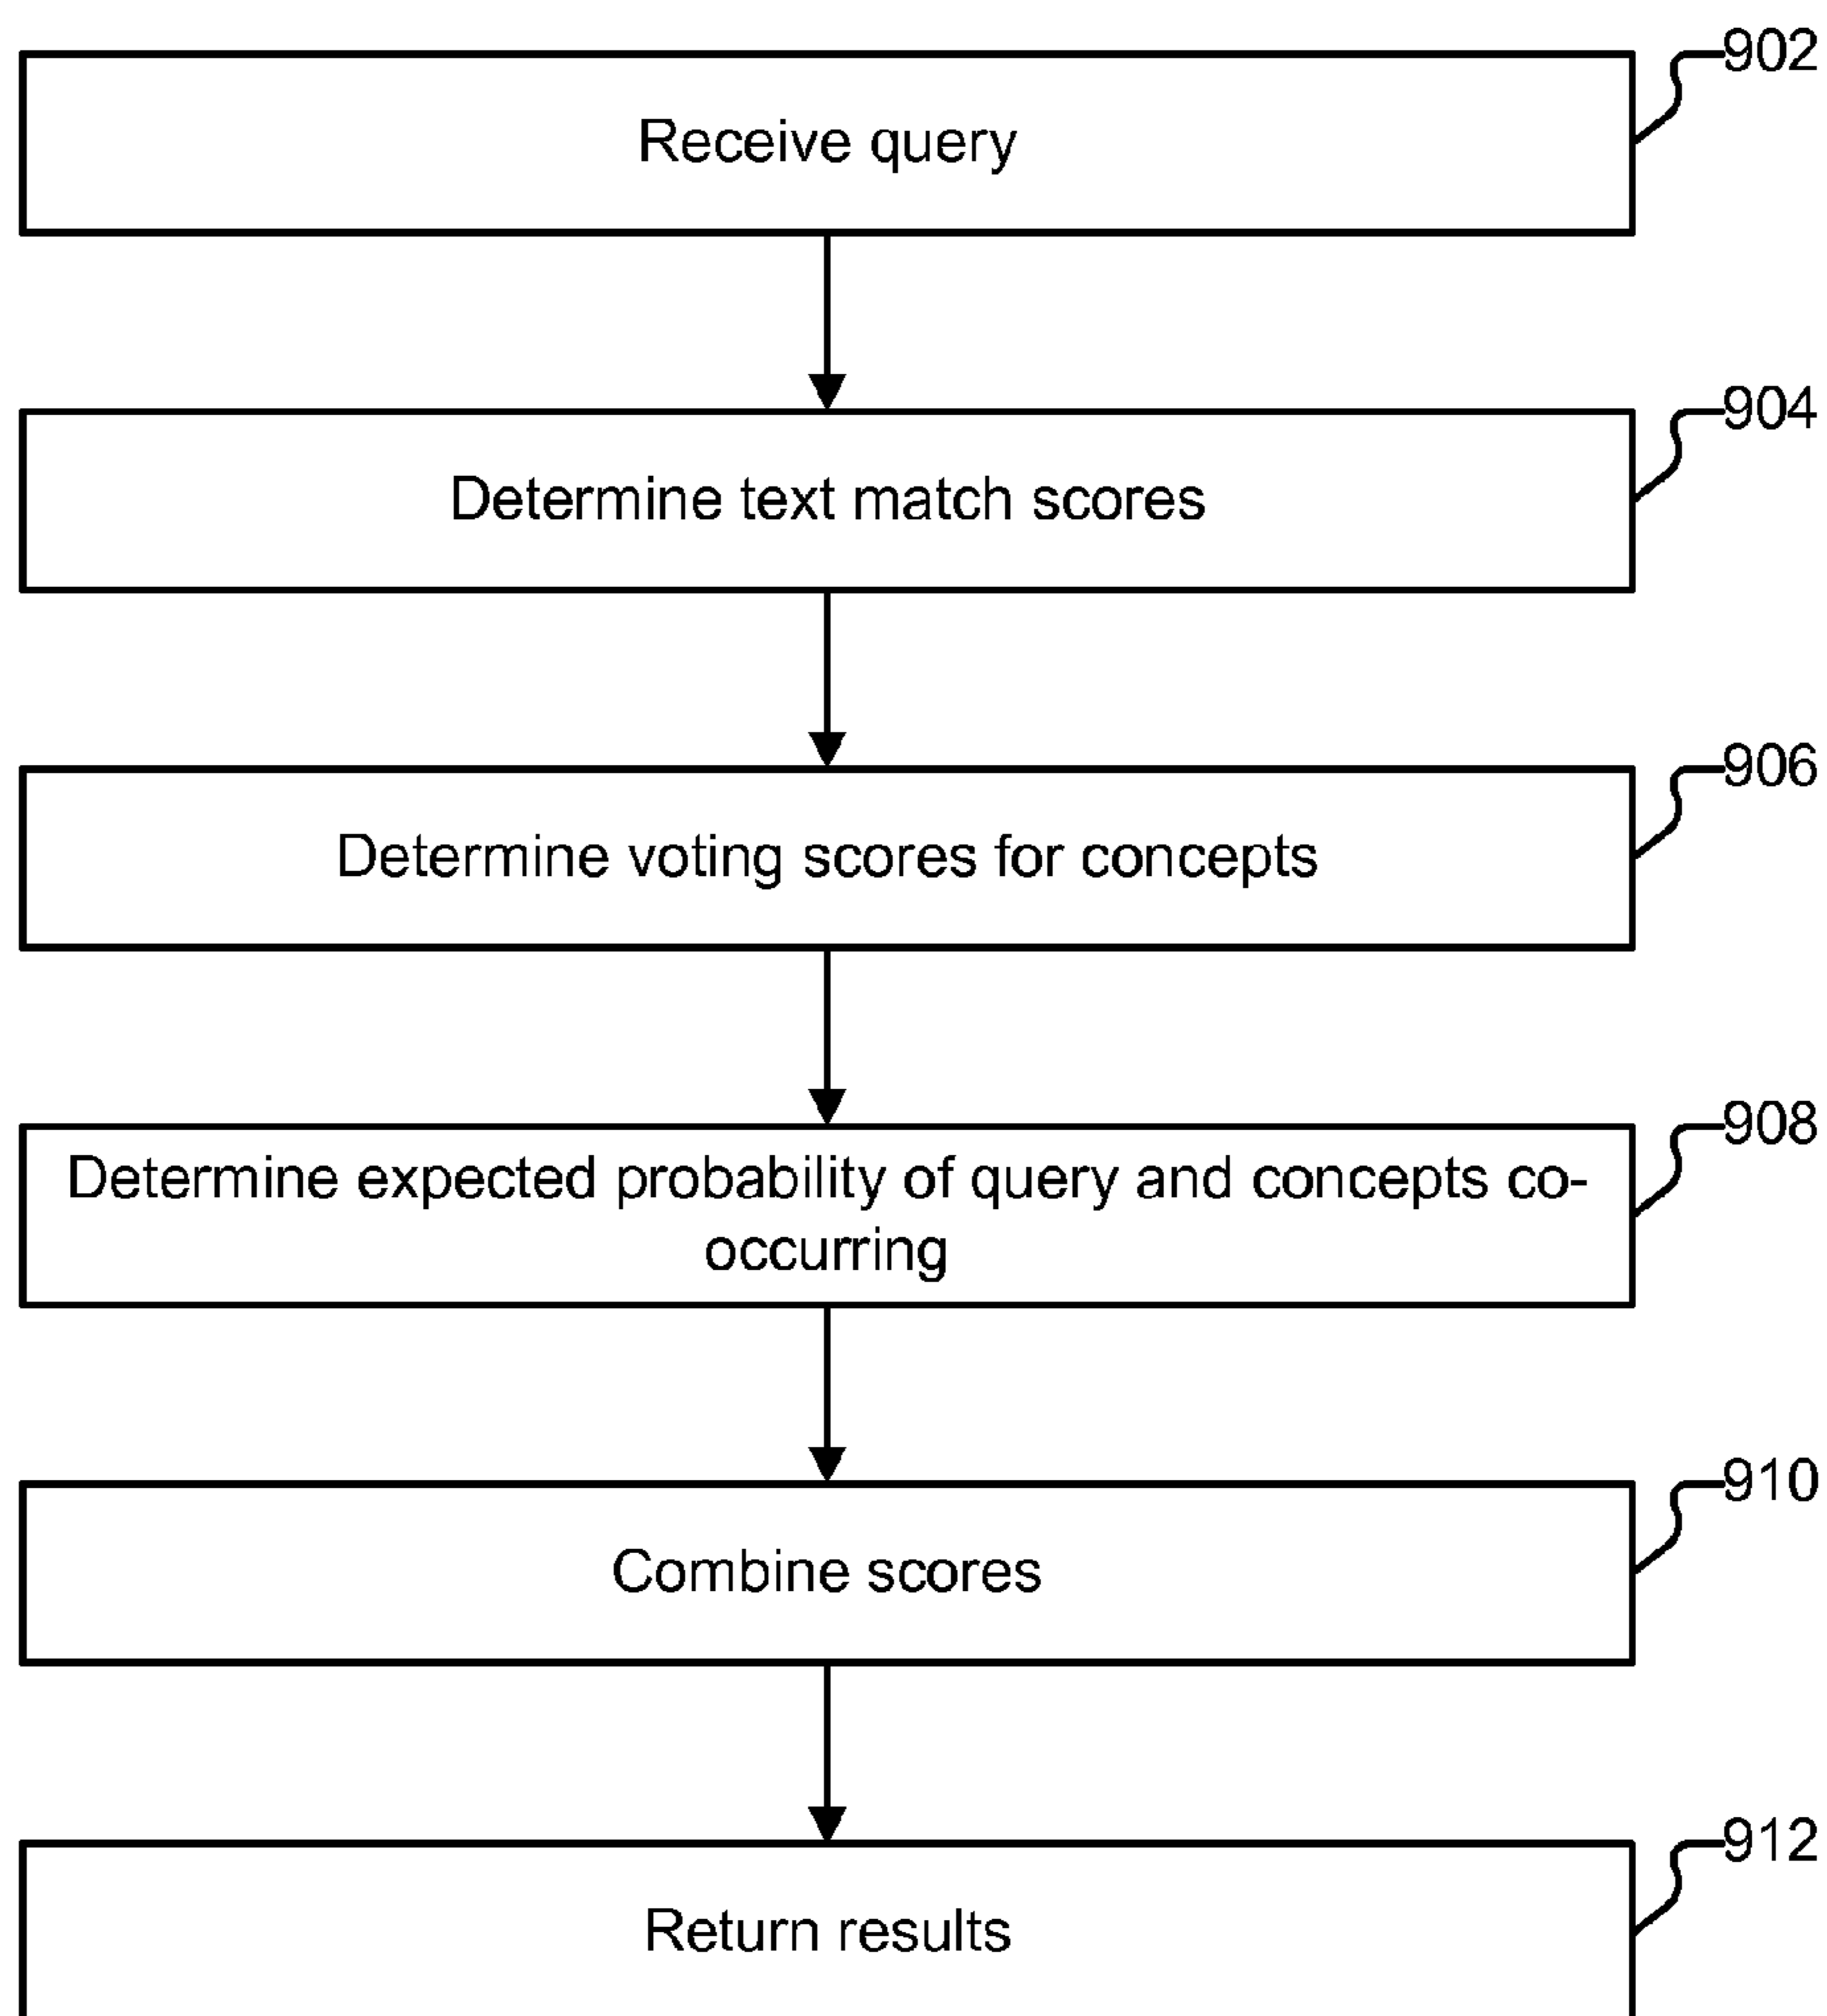 902
Receive query
904
Determine text match scores
906
Determine voting scores for concepts
908
Determine expected probability of query and concepts co-
occurring
910
Combine scores
912
Return results